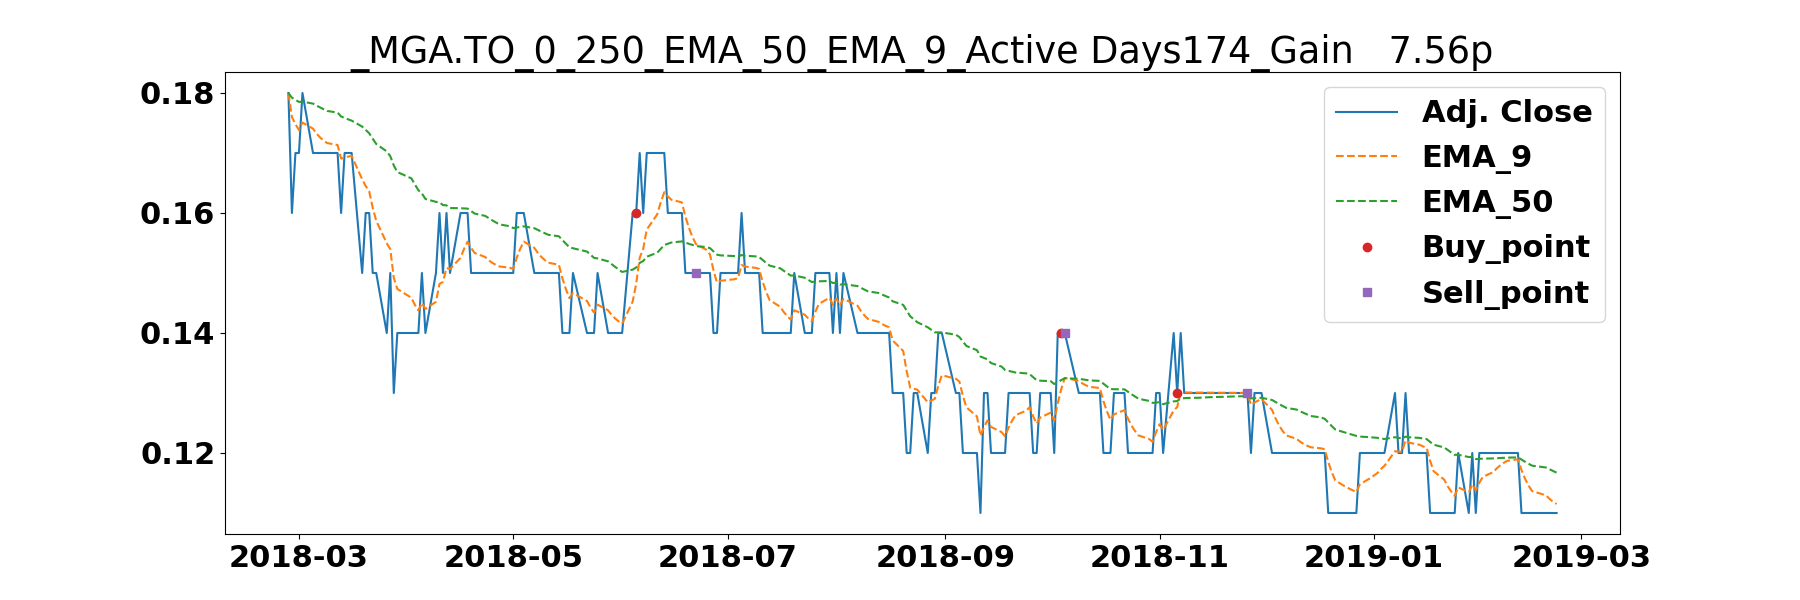 _MGA.TO_0_250_EMA_50_EMA_9_Active Days174_Gain   7.56p
0.18
0.16
0.14
0.12
Adj. Close
EMA_9
EMA_50
Buy_point
Sell_point
2018-03 2018-05 2018-07 2018-09 2018-11 2019-01 2019-03